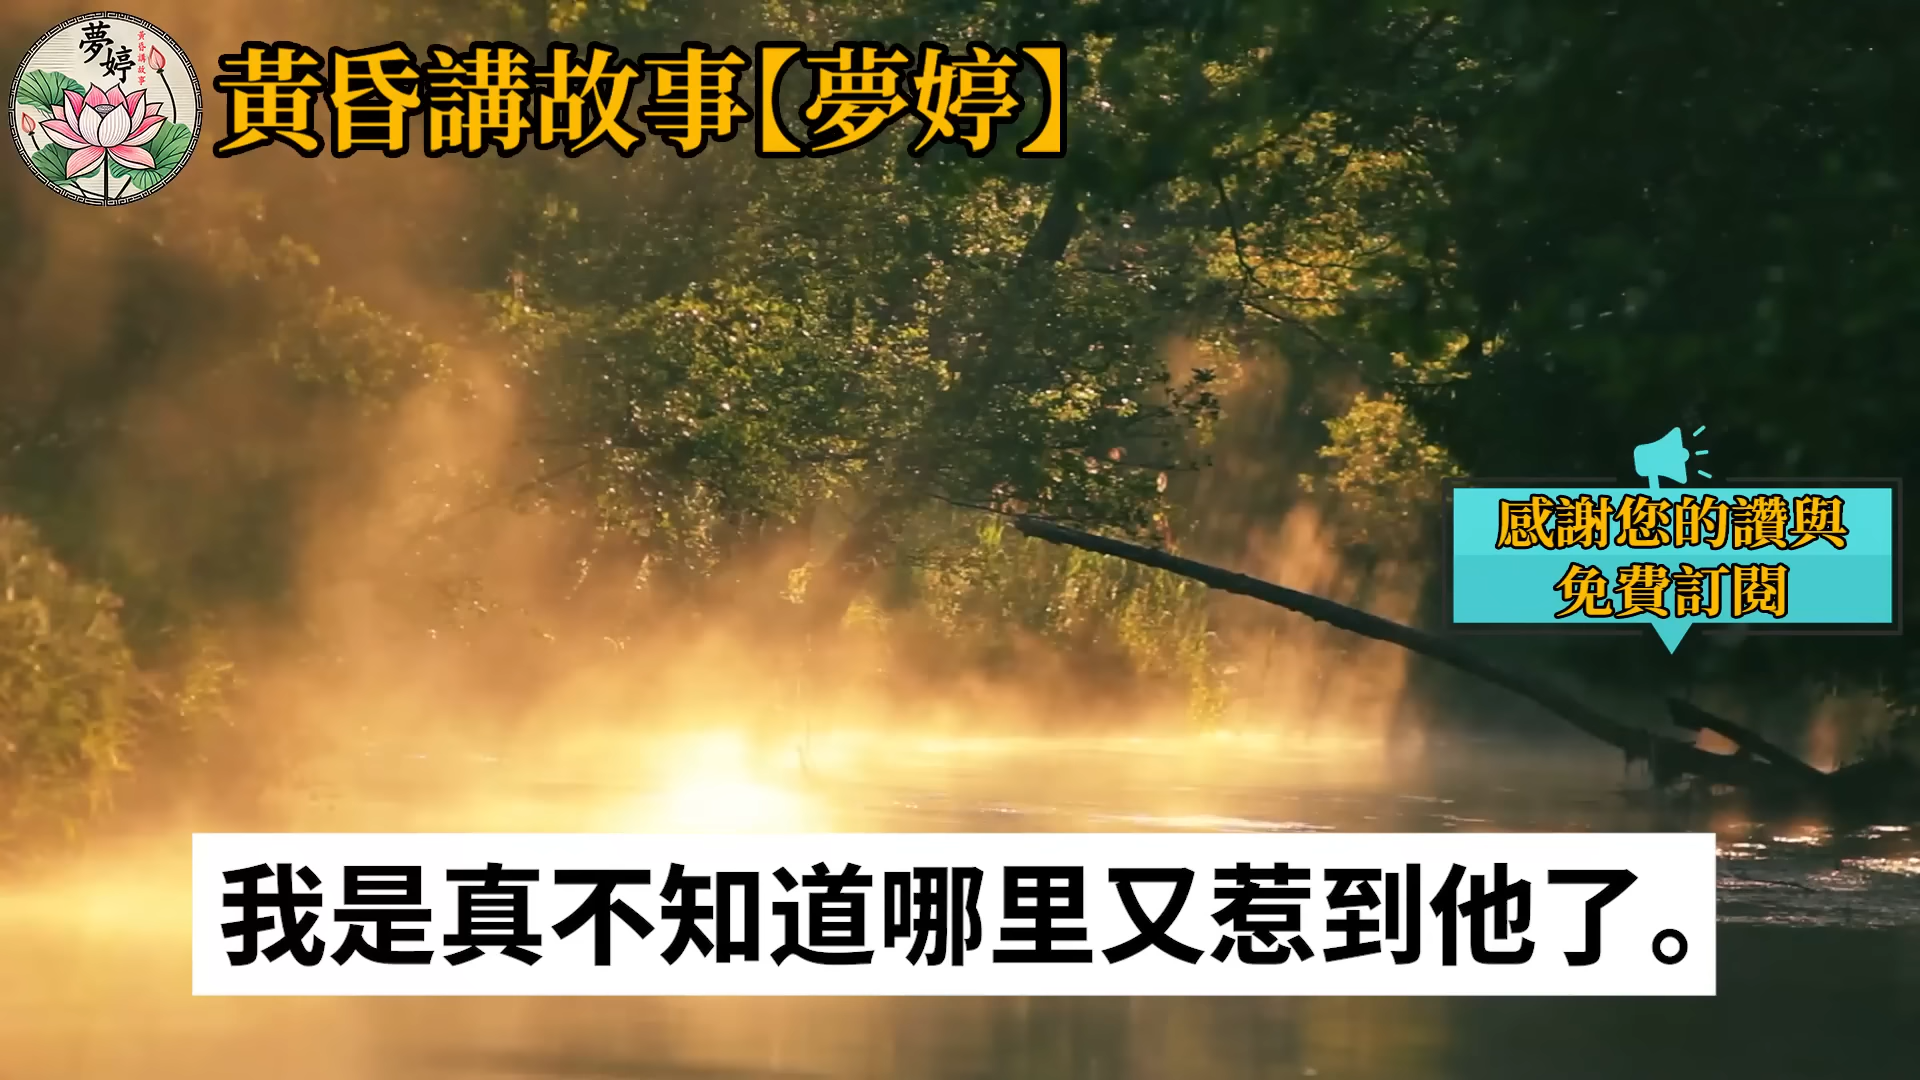 夢婷
黃昏講故事
黃昏講故事【夢婷】
感謝您的讚與
免費訂閱
我是真不知道哪里又惹到他了。